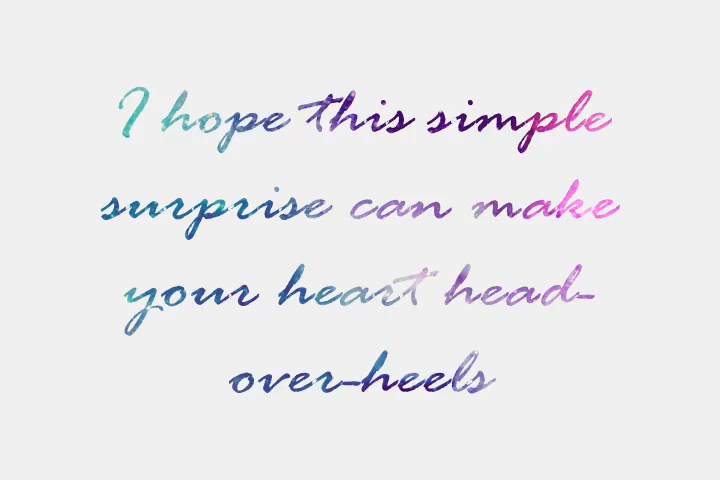 I hope this simple
surprise can make
your heart head-
over-heels